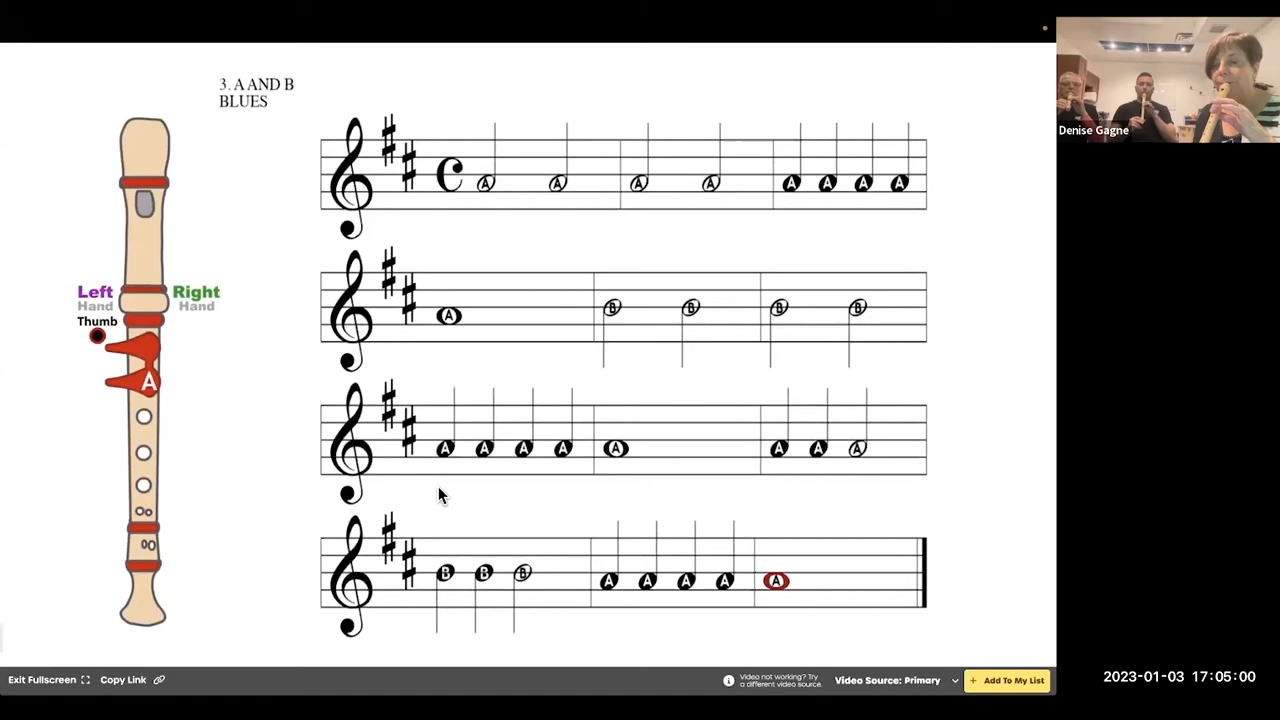 3. A AND B
BLUES
Denise Gagne
A A A A A A A A
Left Right
Hand Hand
Thumb
A B B B B
A
A A A A A A A A
B B B A A A A A
Exit Fullscreen
Copy Link
Video not working? Try
a different video source.
Video Source: Primary
+ Add To My List
2023-01-03 17:05:00